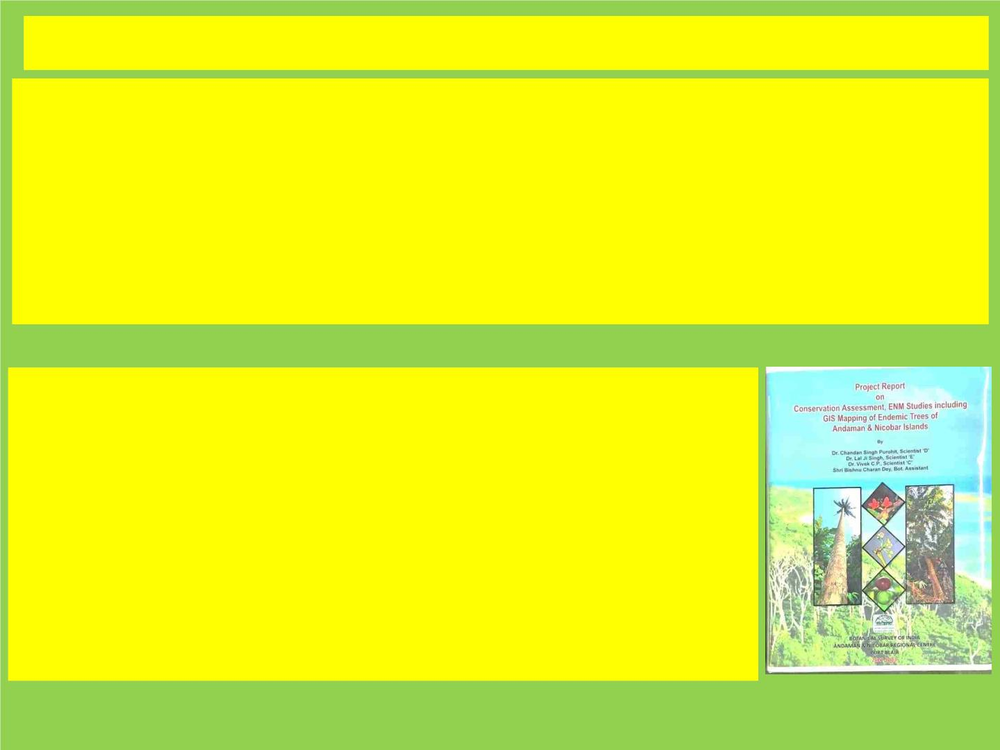 Project Report
on
Conservation Assessment, ENM Studies including
GIS Mapping of Endemic Trees of
Andaman & Nicobar Islands
By
Dr. Chandan Singh Purohit, Scientist 'D'
Dr. Lal Ji Singh, Scientist 'E'
Dr. Vivek C.P., Scientist 'C'
Shri Bishnu Charan Dey, Bot. Assistant
BOTANICAL SURVEY OF INDIA
ANDAMAN & NICOBAR REGIONAL CENTRE
PORT BLAIR